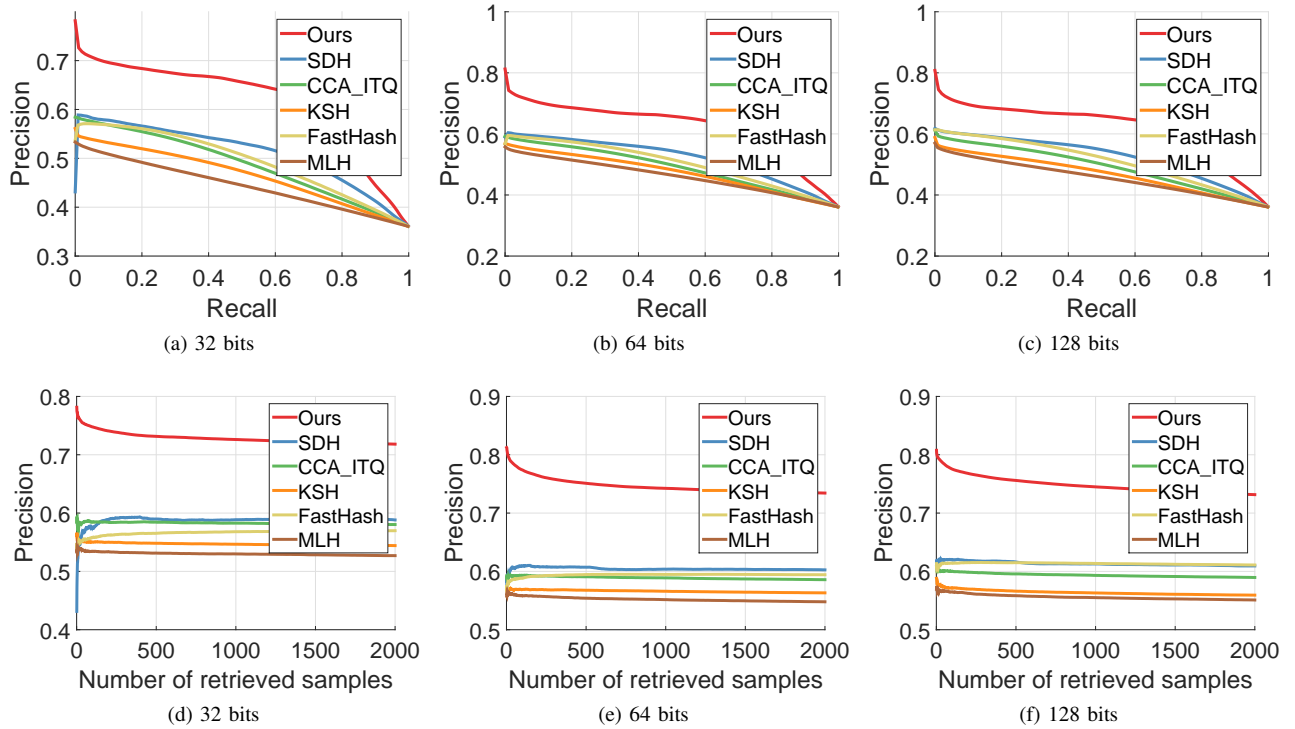 Precision
0.7
0.6
0.5
0.4
0.3
0
0.2
0.4
0.6
0.8
1
Recall
Ours
SDH
CCA_ITQ
KSH
FastHash
MLH
(a) 32 bits
Precision
1
0.8
0.6
0.4
0.2
0
0.2
0.4
0.6
0.8
1
Recall
Ours
SDH
CCA_ITQ
KSH
FastHash
MLH
(b) 64 bits
Precision
1
0.8
0.6
0.4
0.2
0
0.2
0.4
0.6
0.8
1
Recall
Ours
SDH
CCA_ITQ
KSH
FastHash
MLH
(c) 128 bits
Precision
0.8
0.7
0.6
0.5
0.4
0
500
1000
1500
2000
Number of retrieved samples
Ours
SDH
CCA_ITQ
KSH
FastHash
MLH
(d) 32 bits
Precision
0.9
0.8
0.7
0.6
0.5
0
500
1000
1500
2000
Number of retrieved samples
Ours
SDH
CCA_ITQ
KSH
FastHash
MLH
(e) 64 bits
Precision
0.9
0.8
0.7
0.6
0.5
0
500
1000
1500
2000
Number of retrieved samples
Ours
SDH
CCA_ITQ
KSH
FastHash
MLH
(f) 128 bits